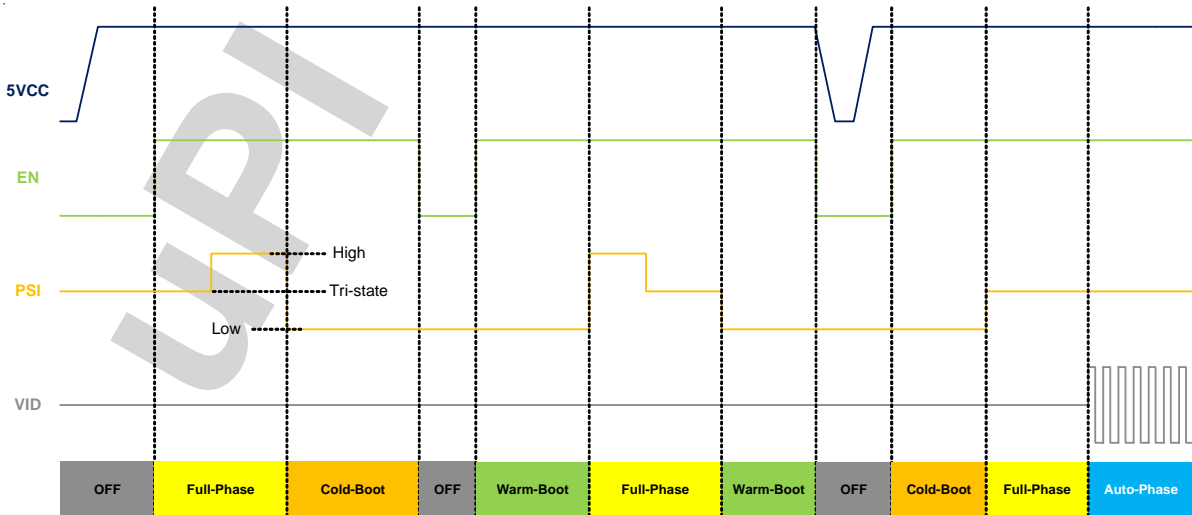 5VCC
EN
High
PSI
Tri-state
Low
VID
OFF
Full-Phase
Cold-Boot
OFF
Warm-Boot
Full-Phase
Warm-Boot
OFF
Cold-Boot
Full-Phase
Auto-Phase
uPI